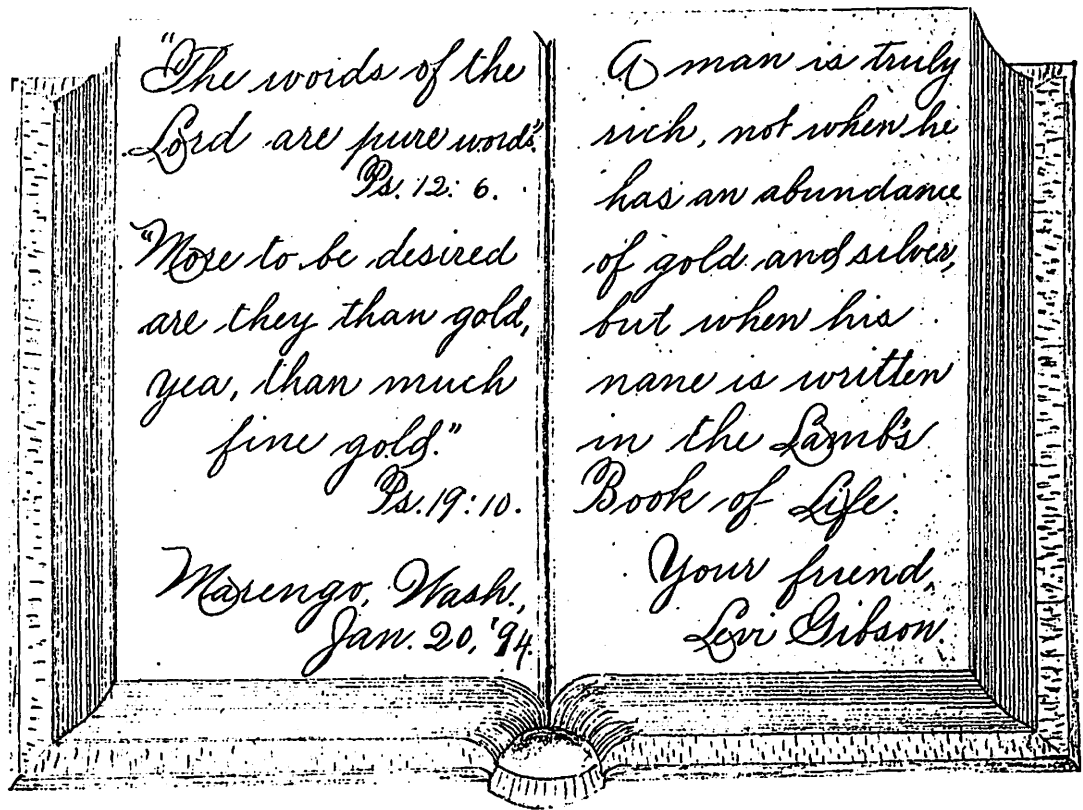 "The words of the
Lord are pure words."
Ps. 12: 6.
"More to be desired
are they than gold,
yea, than much
fine gold."
Ps. 19:10.
Marengo, Wash.,
Jan. 20, '94.
A man is truly
rich, not when he
has an abundance
of gold and silver,
but when his
nane is written
in the Lamb's
Book of Life.
Your friend,
Levi Gibson.